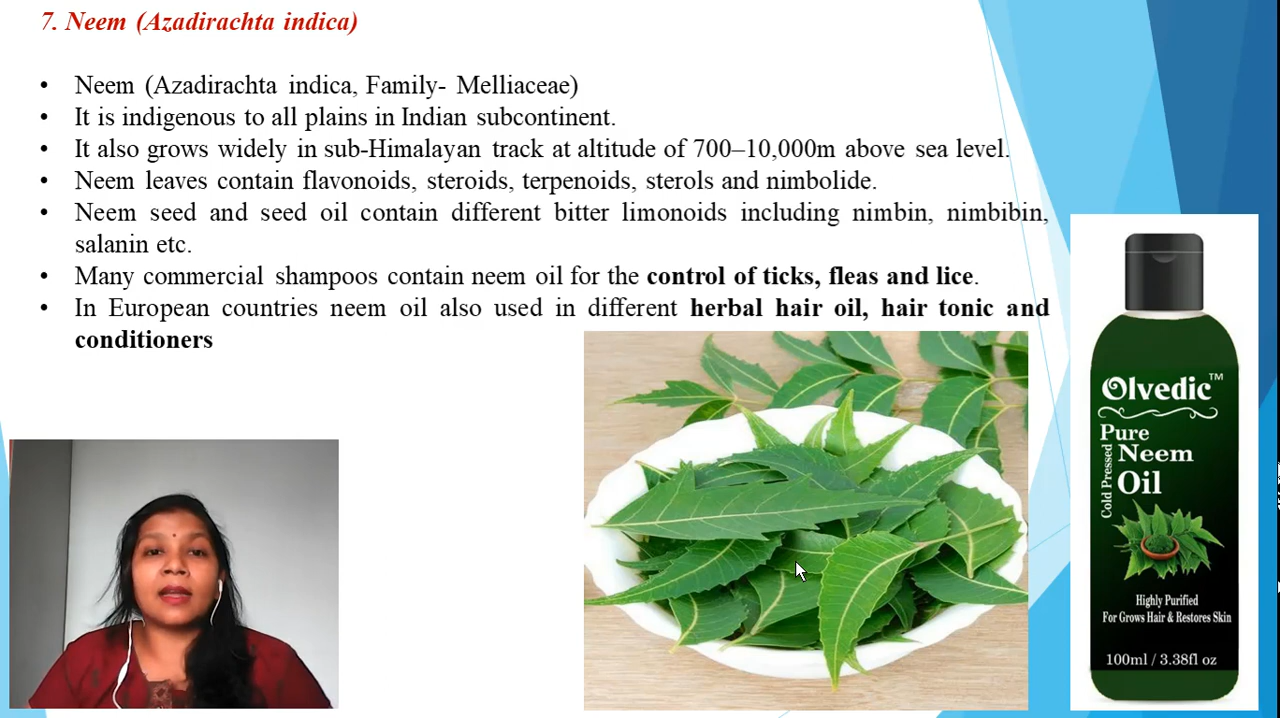 7. Neem (Azadirachta indica)
• Neem (Azadirachta indica, Family- Melliaceae)
• It is indigenous to all plains in Indian subcontinent.
• It also grows widely in sub-Himalayan track at altitude of 700–10,000m above sea level.
• Neem leaves contain flavonoids, steroids, terpenoids, sterols and nimbolide.
• Neem seed and seed oil contain different bitter limonoids including nimbin, nimbibin,
salanin etc.
• Many commercial shampoos contain neem oil for the control of ticks, fleas and lice.
• In European countries neem oil also used in different herbal hair oil, hair tonic and
conditioners
Olvedic™
Cold Pressed
Pure
Neem
Oil
Highly Purified
For Grows Hair & Restores Skin
100ml / 3.38fl oz